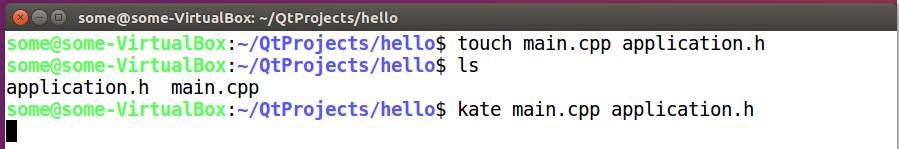 some@some-VirtualBox: ~/QtProjects/hello
some@some-VirtualBox:~/QtProjects/hello$ touch main.cpp application.h
some@some-VirtualBox:~/QtProjects/hello$ ls
application.h  main.cpp
some@some-VirtualBox:~/QtProjects/hello$ kate main.cpp application.h